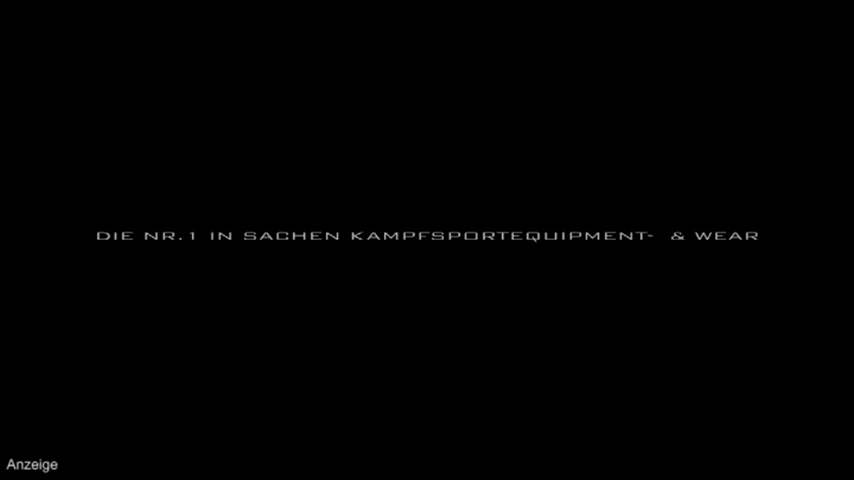 DIE NR.1 IN SACHEN KAMPFSPORTEQUIPMENT- & WEAR
Anzeige